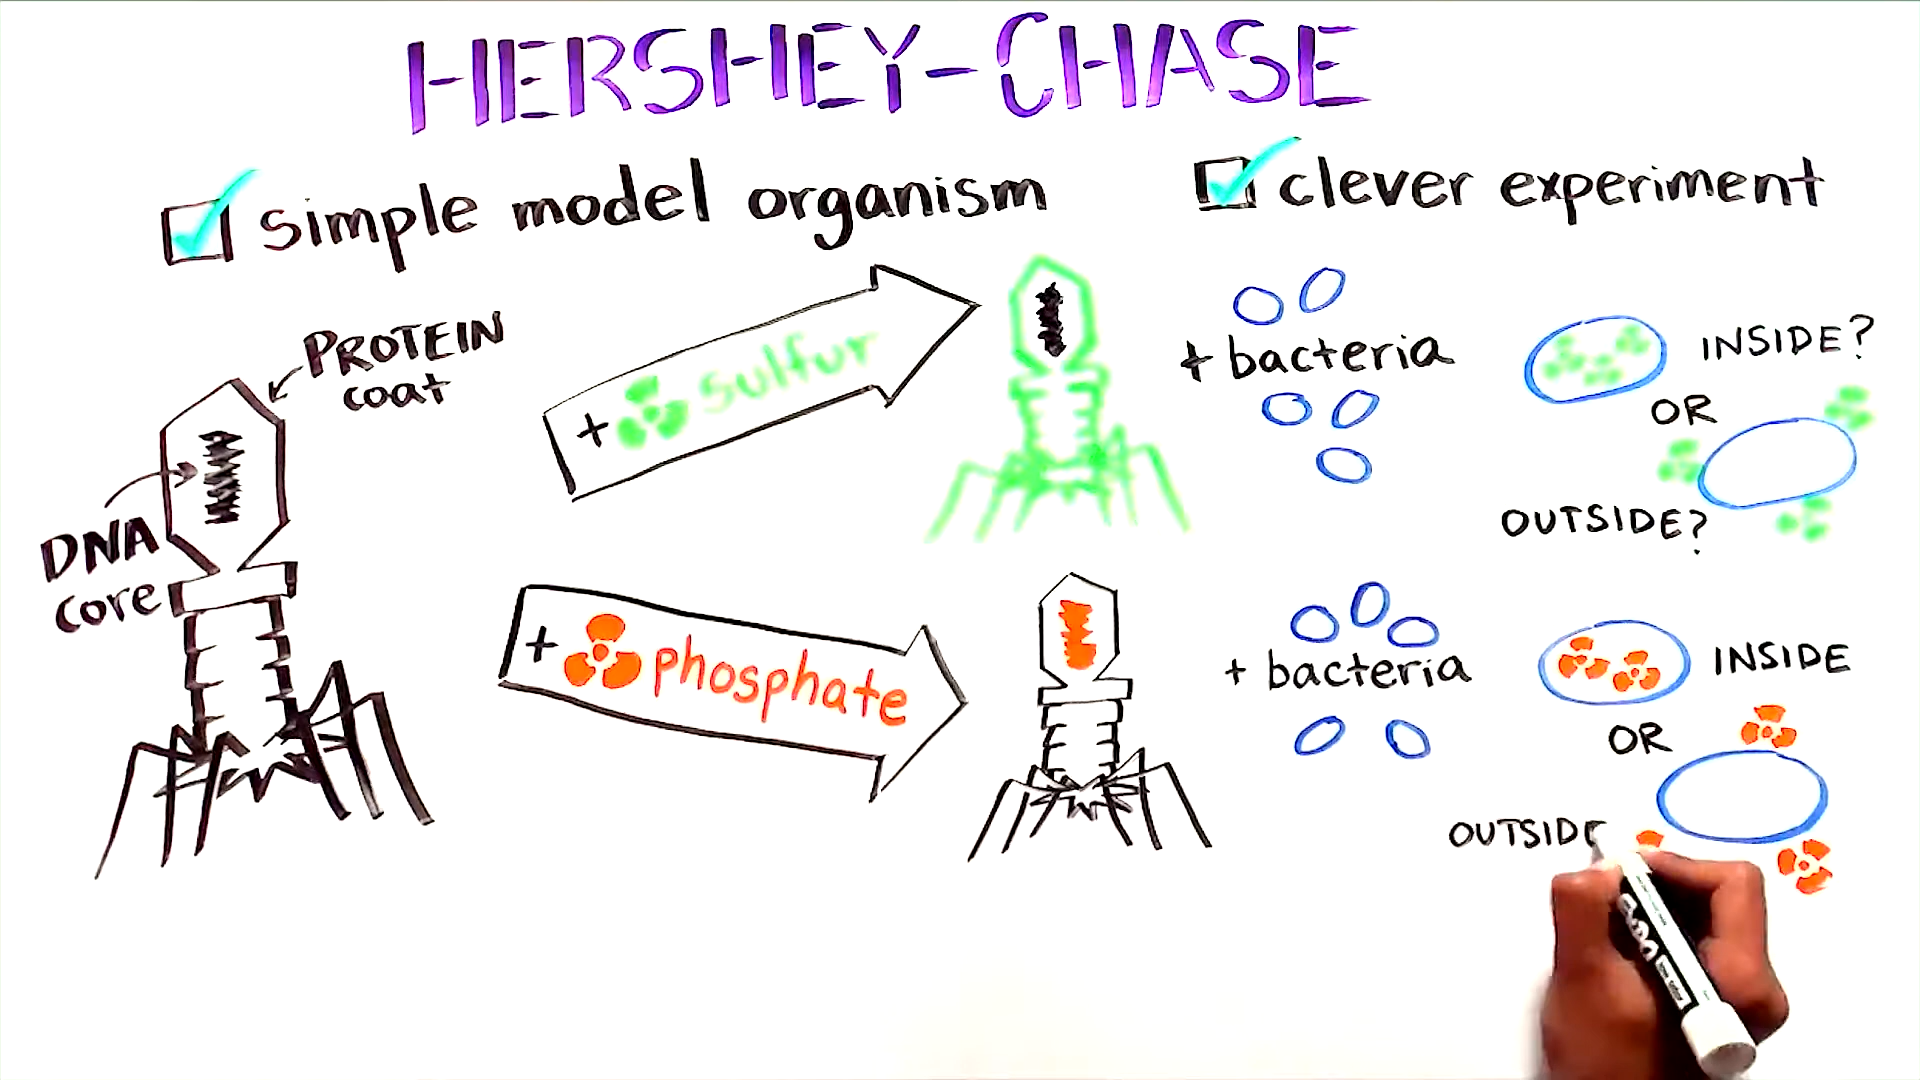 HERSHEY-CHASE
simple model organism
clever experiment
PROTEIN
coat
DNA
core
+ sulfur
+ bacteria
INSIDE?
OR
OUTSIDE?
+ phosphate
+ bacteria
INSIDE
OR
OUTSIDE